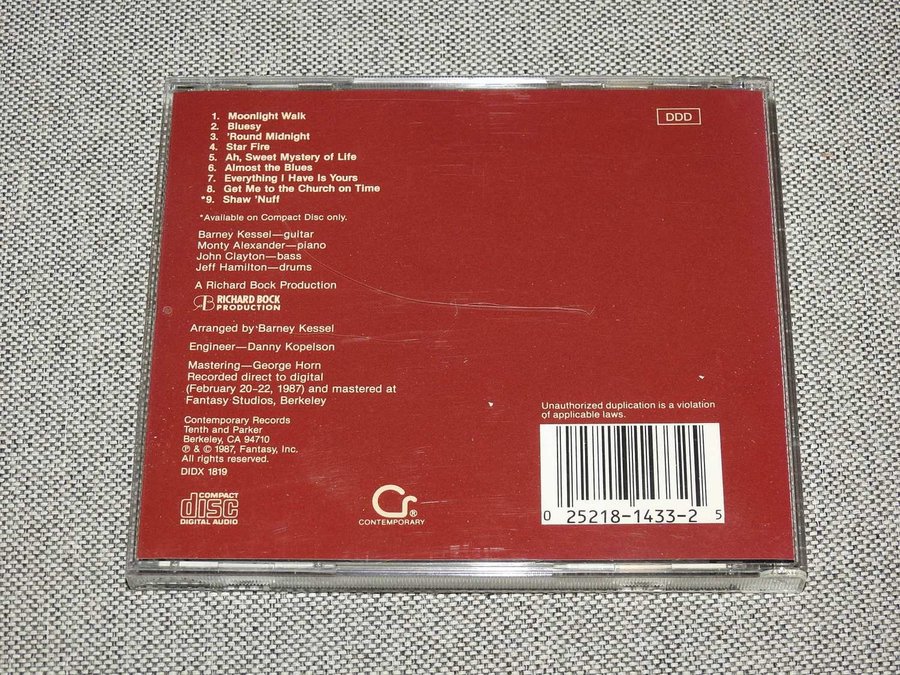 1. Moonlight Walk
2. Bluesy
3. 'Round Midnight
4. Star Fire
5. Ah, Sweet Mystery of Life
6. Almost the Blues
7. Everything I Have Is Yours
8. Get Me to the Church on Time
*9. Shaw 'Nuff
*Available on Compact Disc only.
Barney Kessel—guitar
Monty Alexander—piano
John Clayton—bass
Jeff Hamilton—drums
A Richard Bock Production
RB RICHARD BOCK
PRODUCTION
Arranged by Barney Kessel
Engineer—Danny Kopelson
Mastering—George Horn
Recorded direct to digital
(February 20–22, 1987) and mastered at
Fantasy Studios, Berkeley
Contemporary Records
Tenth and Parker
Berkeley, CA 94710
℗ & © 1987, Fantasy, Inc.
All rights reserved.
DIDX 1819
COMPACT
disc
DIGITAL AUDIO
Cr®
CONTEMPORARY
DDD
Unauthorized duplication is a violation
of applicable laws.
0 25218-1433-2 5